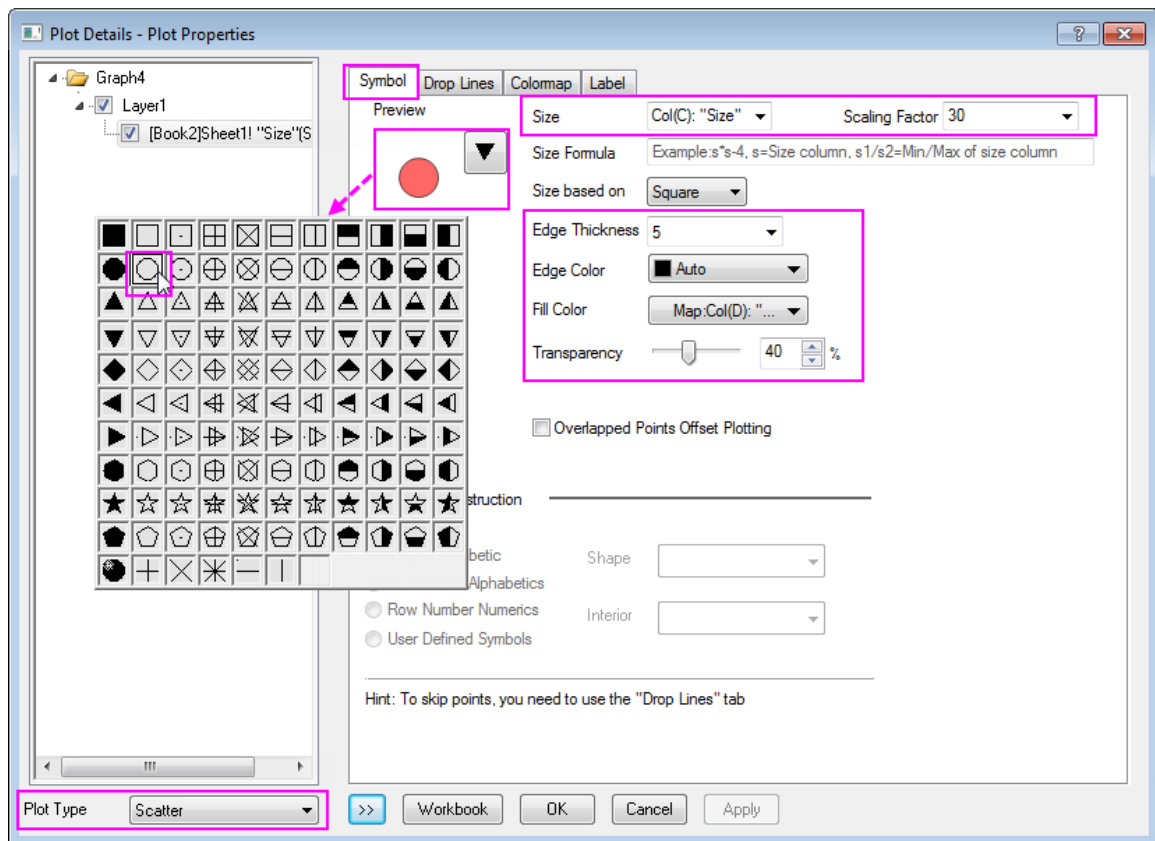 Plot Details - Plot Properties
Graph4
Layer1
[Book2]Sheet1! "Size"(S
Symbol Drop Lines Colormap Label
Preview
Size Col(C): "Size" Scaling Factor 30
Size Formula Example:s*s-4, s=Size column, s1/s2=Min/Max of size column
Size based on Square
Edge Thickness 5
Edge Color Auto
Fill Color Map:Col(D): "...
Transparency 40 %
Overlapped Points Offset Plotting
struction
betic Shape
Alphabetics
Row Number Numerics Interior
User Defined Symbols
Hint: To skip points, you need to use the "Drop Lines" tab
Plot Type Scatter >> Workbook OK Cancel Apply